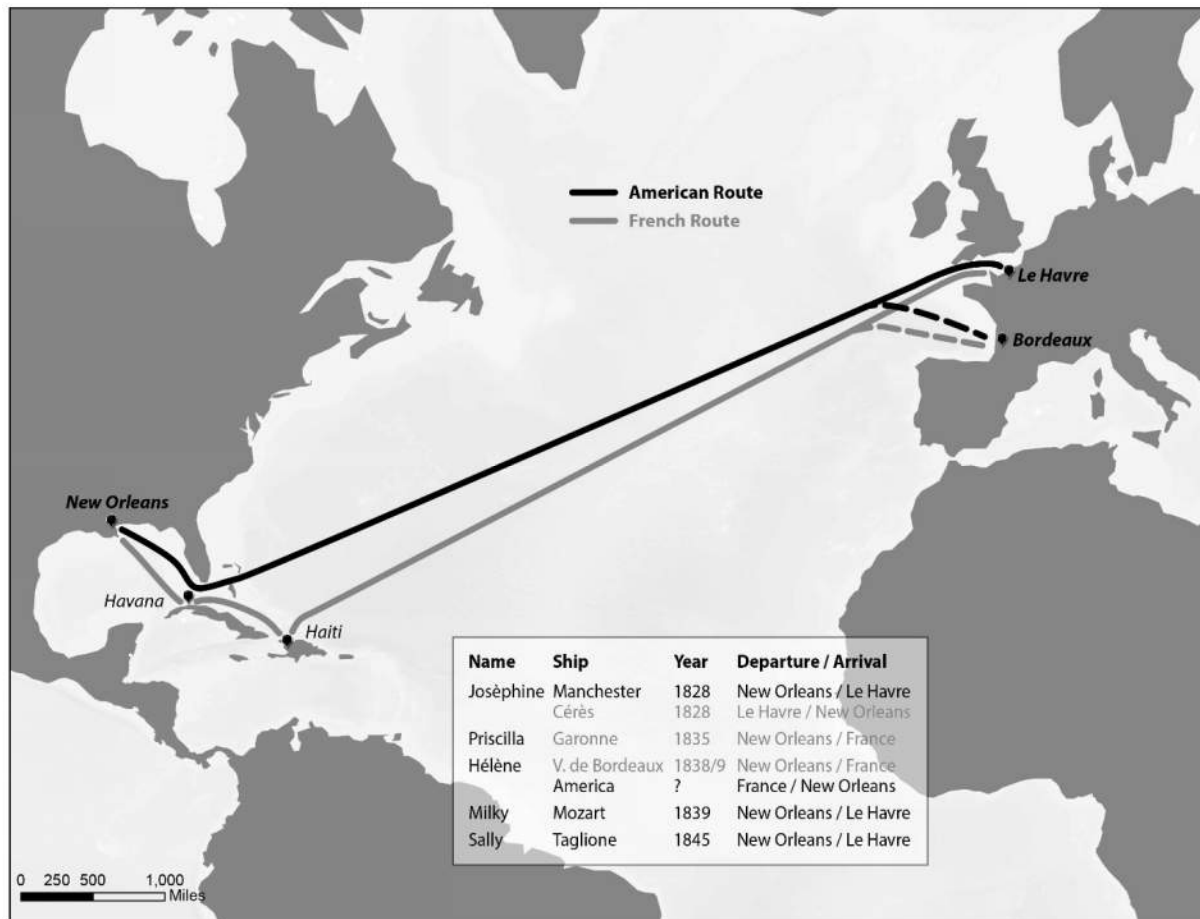 American Route
French Route
Le Havre
Bordeaux
New Orleans
Havana
Haiti
Name Ship Year Departure / Arrival
Josèphine Manchester 1828 New Orleans / Le Havre
Cérès 1828 Le Havre / New Orleans
Priscilla Garonne 1835 New Orleans / France
Hélène V. de Bordeaux 1838/9 New Orleans / France
America ? France / New Orleans
Milky Mozart 1839 New Orleans / Le Havre
Sally Taglione 1845 New Orleans / Le Havre
0 250 500 1,000
Miles